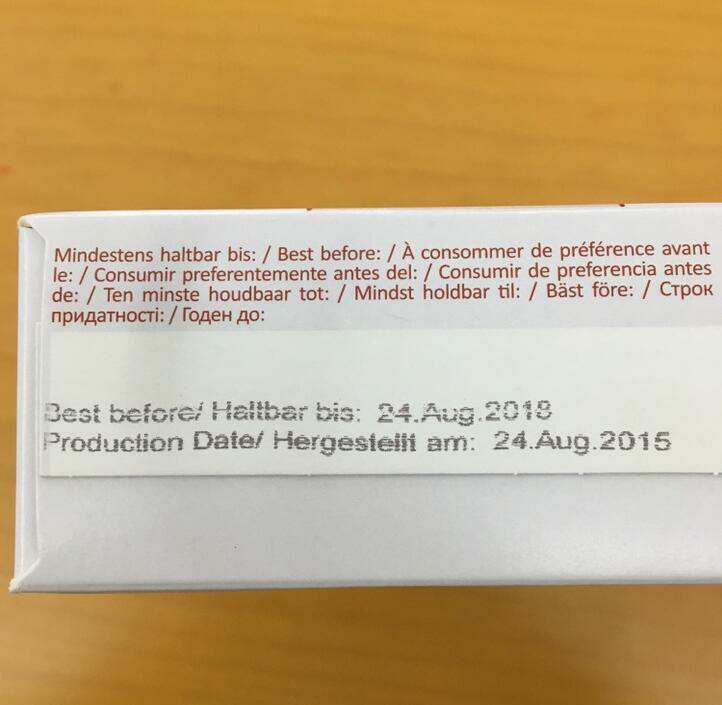 Mindestens haltbar bis: / Best before: / À consommer de préférence avant
le: / Consumir preferentemente antes del: / Consumir de preferencia antes
de: / Ten minste houdbaar tot: / Mindst holdbar til: / Bäst före: / Строк
придатності: / Годен до:
Best before/ Haltbar bis: 24.Aug.2018
Production Date/ Hergestellt am: 24.Aug.2015